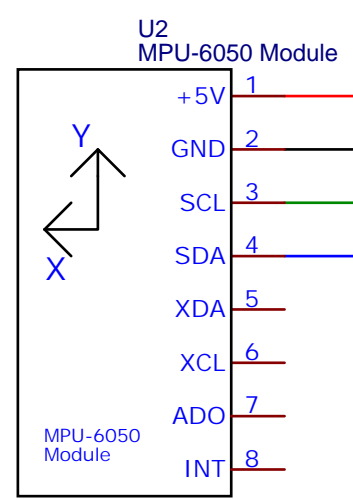 U2
MPU-6050 Module
+5V 1
GND 2
SCL 3
SDA 4
XDA 5
XCL 6
ADO 7
INT 8
Y
X
MPU-6050
Module